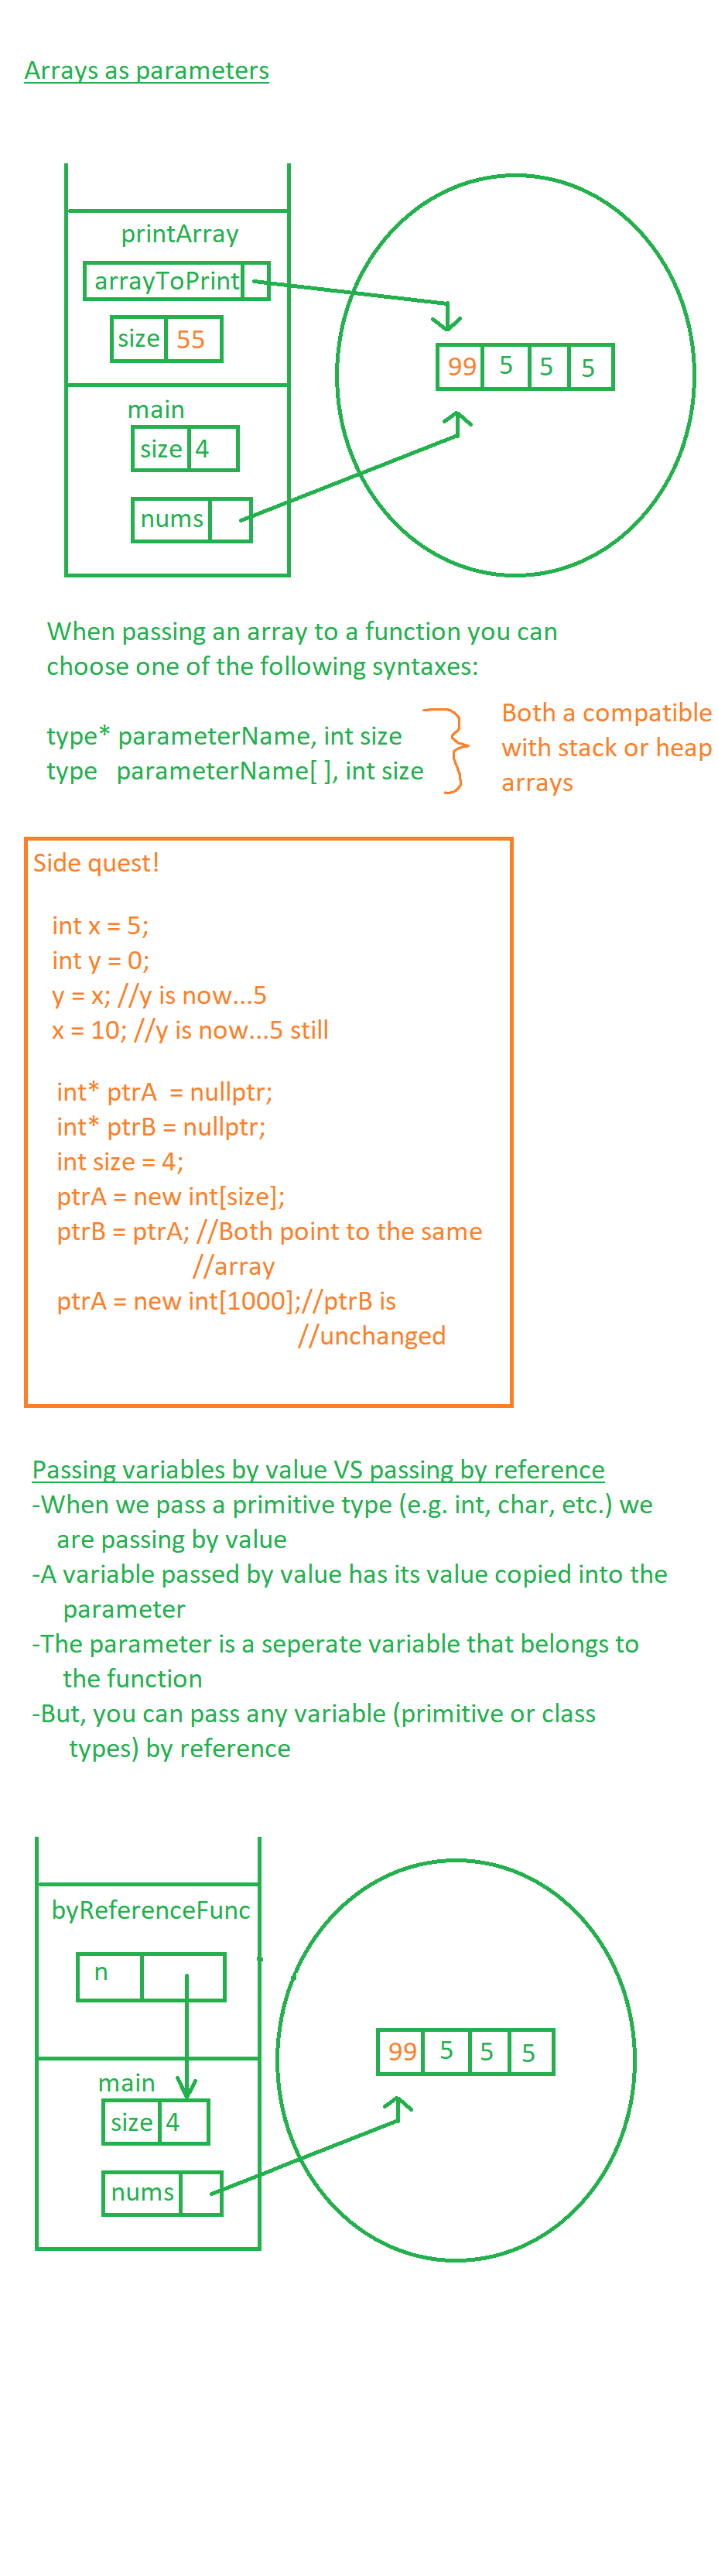 Arrays as parameters
printArray
arrayToPrint
size 55
99 5 5 5
main
size 4
nums
When passing an array to a function you can
choose one of the following syntaxes:
type* parameterName, int size
type parameterName[ ], int size
Both a compatible
with stack or heap
arrays
Side quest!
int x = 5;
int y = 0;
y = x; //y is now...5
x = 10; //y is now...5 still
int* ptrA = nullptr;
int* ptrB = nullptr;
int size = 4;
ptrA = new int[size];
ptrB = ptrA; //Both point to the same
//array
ptrA = new int[1000];//ptrB is
//unchanged
Passing variables by value VS passing by reference
-When we pass a primitive type (e.g. int, char, etc.) we
are passing by value
-A variable passed by value has its value copied into the
parameter
-The parameter is a seperate variable that belongs to
the function
-But, you can pass any variable (primitive or class
types) by reference
byReferenceFunc
n
99 5 5 5
main
size 4
nums